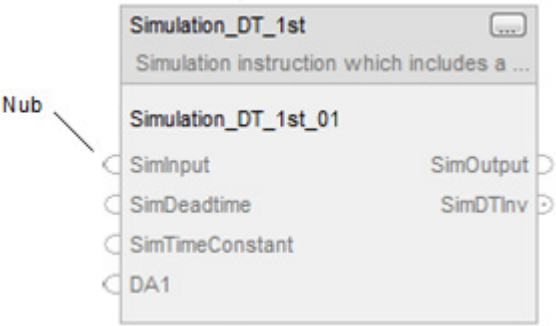 Simulation_DT_1st ...
Simulation instruction which includes a ...
Nub
Simulation_DT_1st_01
SimInput SimOutput
SimDeadtime SimDTInv
SimTimeConstant
DA1